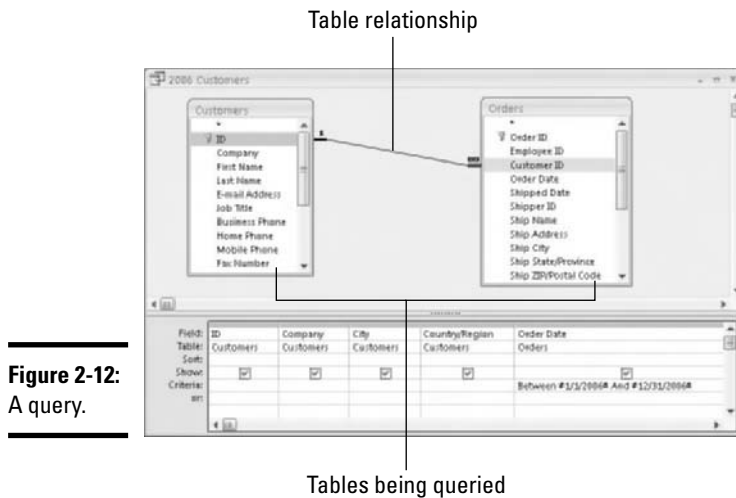 Table relationship
2006 Customers
Customers
*
ID
Company
First Name
Last Name
E-mail Address
Job Title
Business Phone
Home Phone
Mobile Phone
Fax Number
Orders
*
Order ID
Employee ID
Customer ID
Order Date
Shipped Date
Shipper ID
Ship Name
Ship Address
Ship City
Ship State/Province
Ship ZIP/Postal Code
Field: ID Company City Country/Region Order Date
Table: Customers Customers Customers Customers Orders
Sort:
Show:
Criteria: Between #1/1/2006# And #12/31/2006#
or:
Figure 2-12:
A query.
Tables being queried